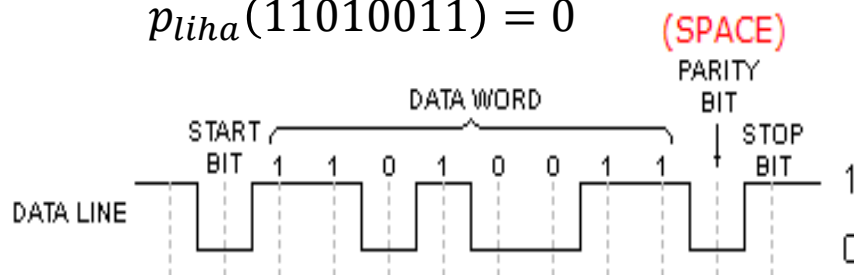 𝑝𝑙𝑖ℎ𝑎(11010011) = 0
(SPACE)
PARITY
BIT
DATA WORD
START
BIT
STOP
BIT
1 1 0 1 0 0 1 1
DATA LINE
1
0